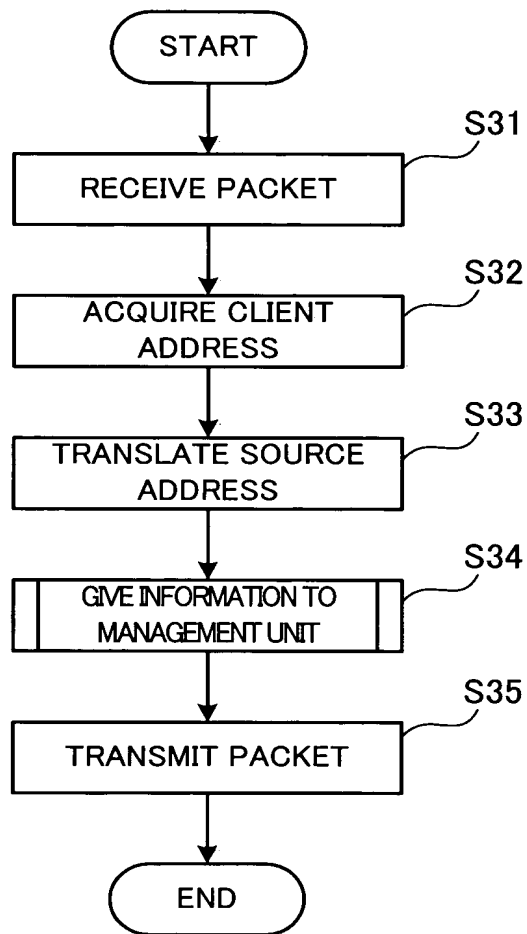 START
S31
RECEIVE PACKET
S32
ACQUIRE CLIENT
ADDRESS
S33
TRANSLATE SOURCE
ADDRESS
S34
GIVE INFORMATION TO
MANAGEMENT UNIT
S35
TRANSMIT PACKET
END